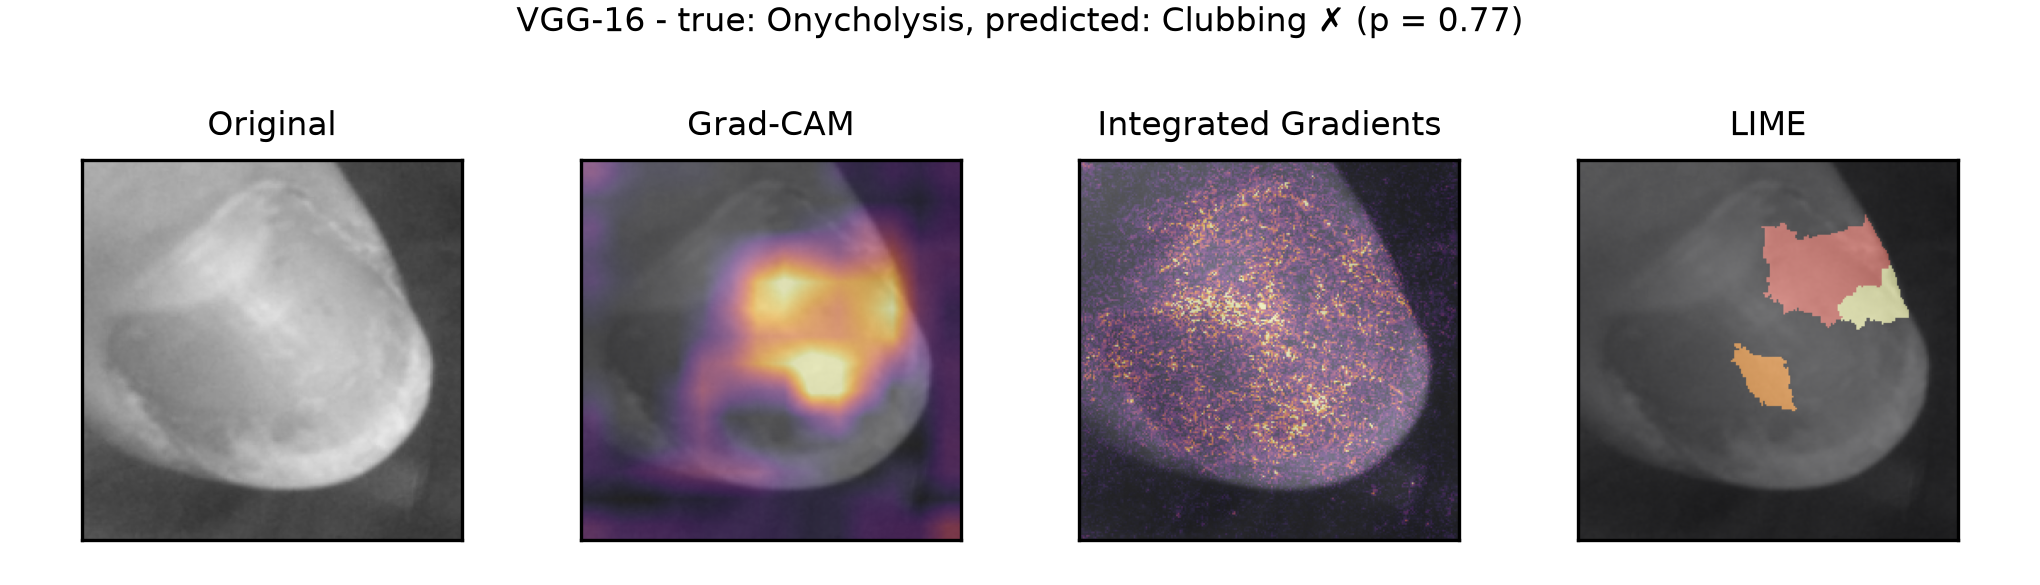 VGG-16 - true: Onycholysis, predicted: Clubbing ✗ (p = 0.77)
Original
Grad-CAM
Integrated Gradients
LIME